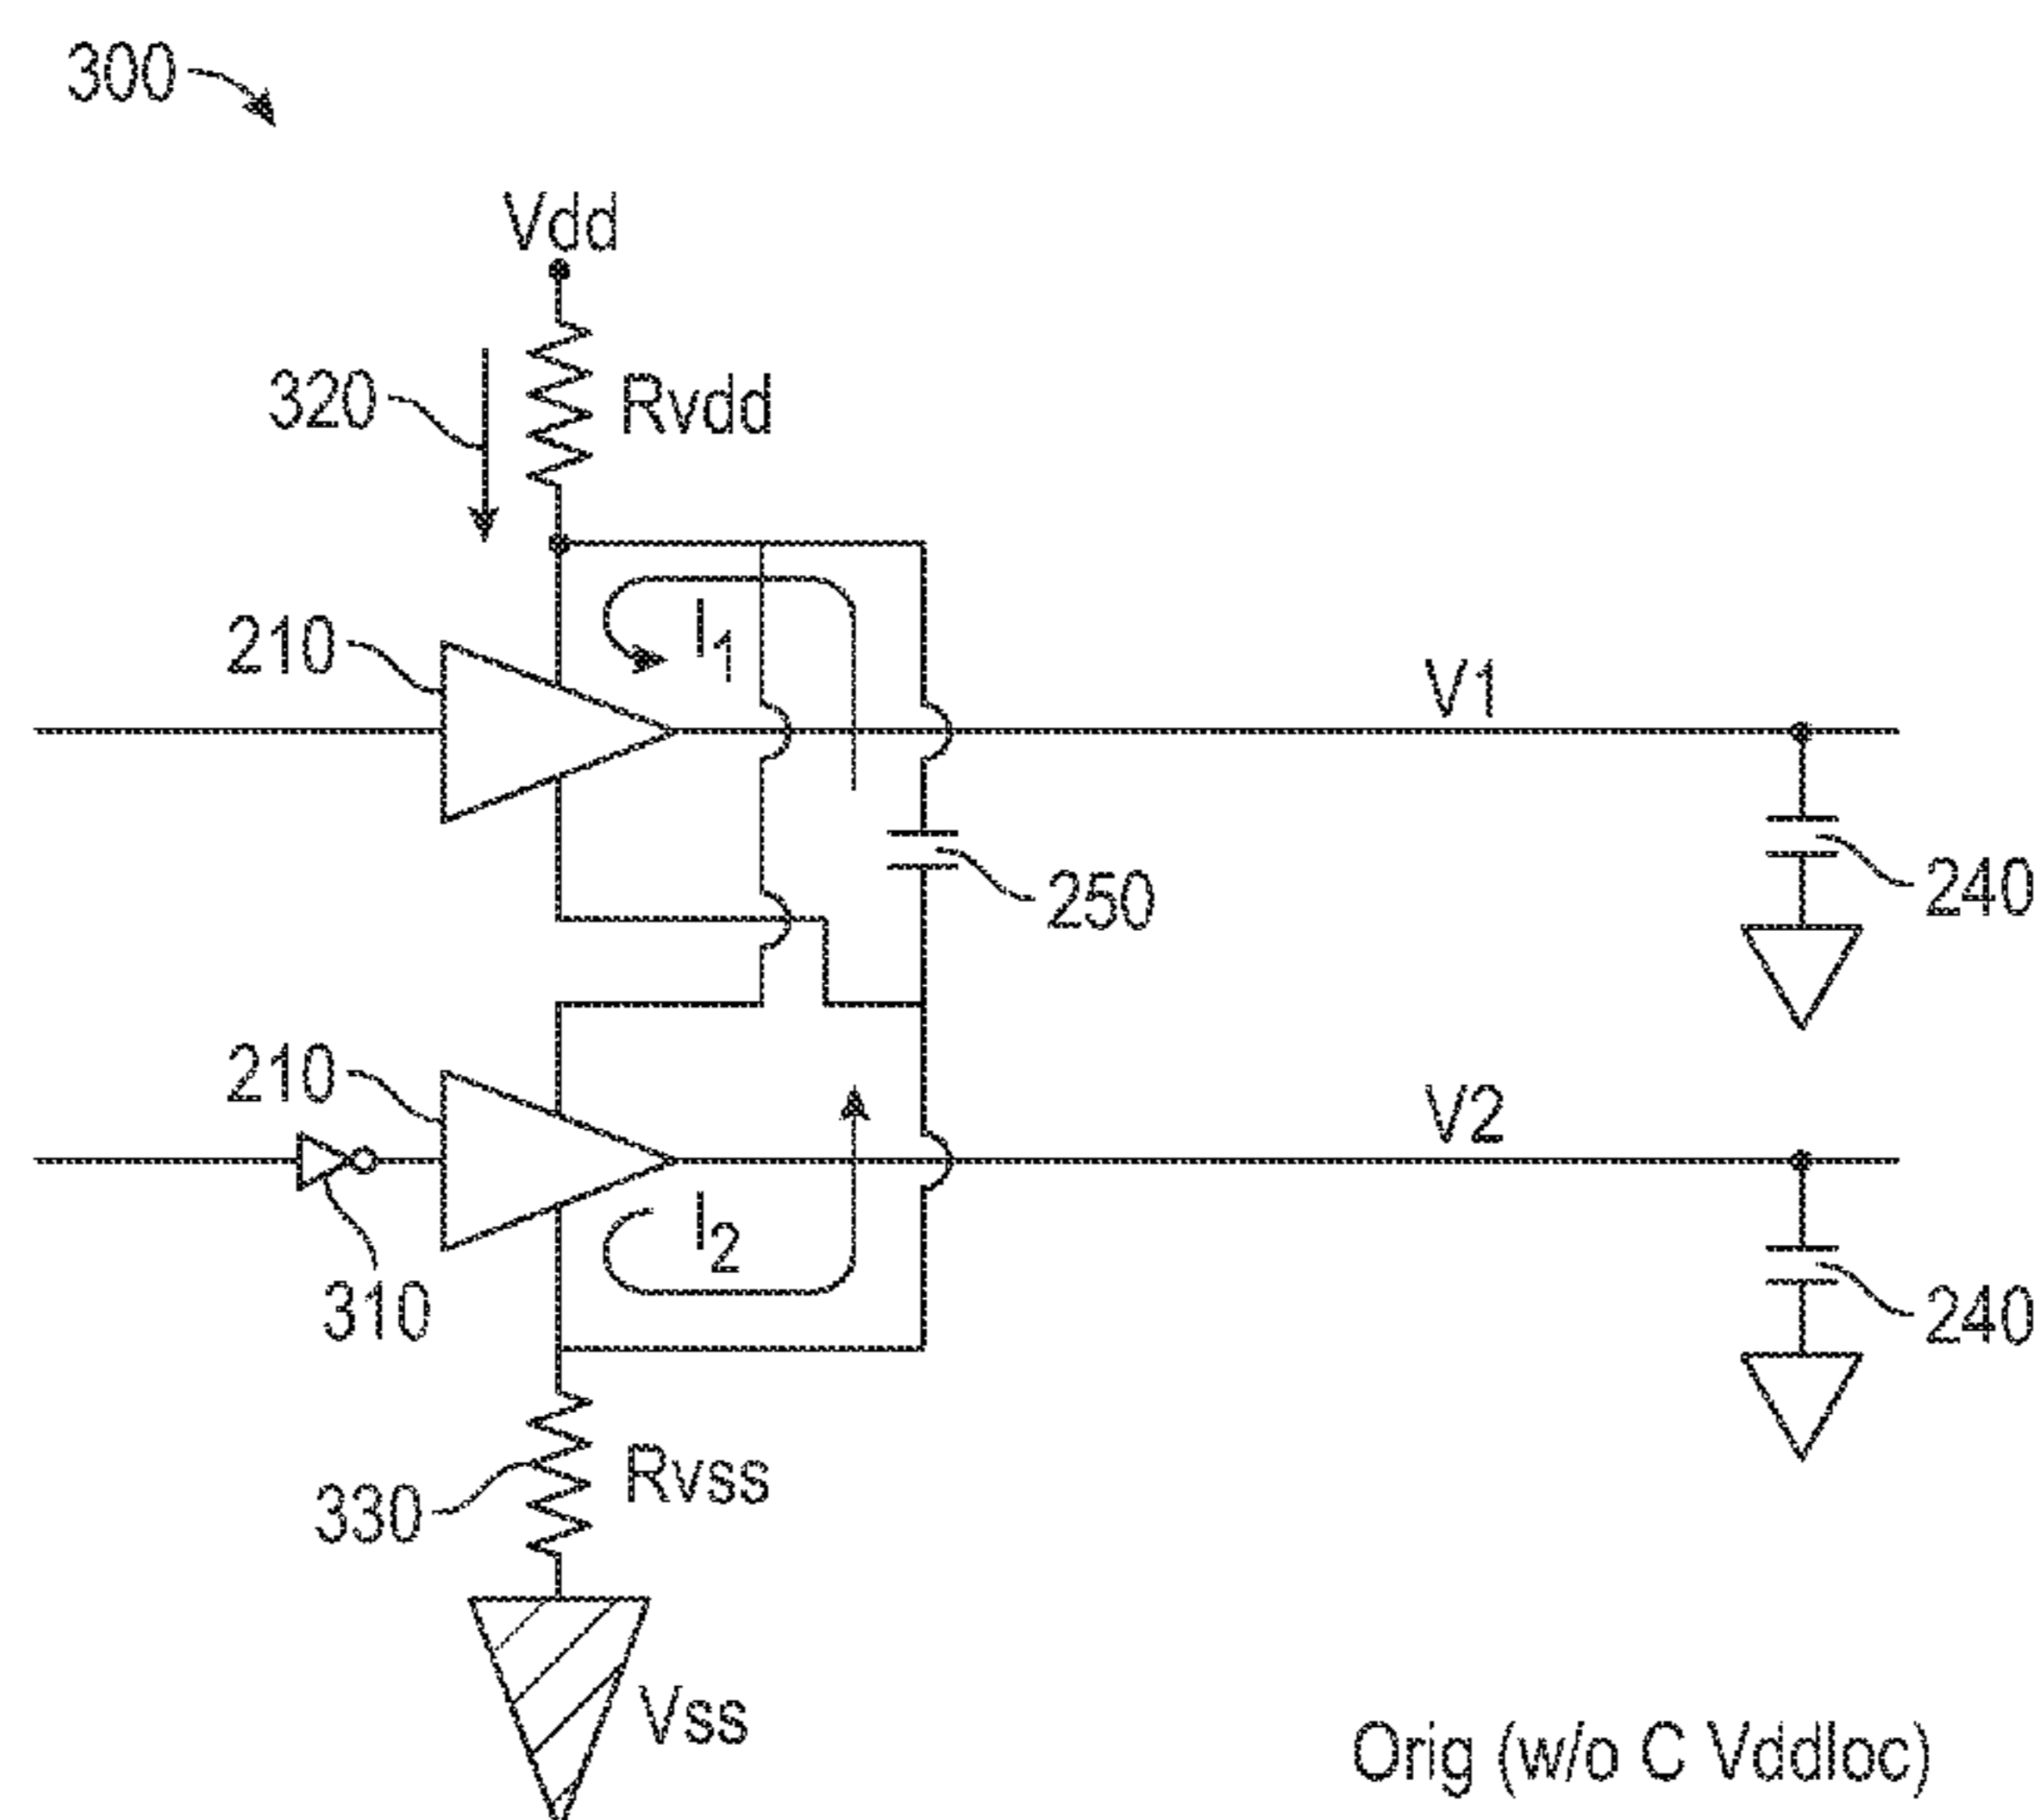 300
Vdd
320
Rvdd
210
I1
V1
250
240
210
V2
310
I2
240
330
Rvss
Vss
Orig (w/o C Vddloc)